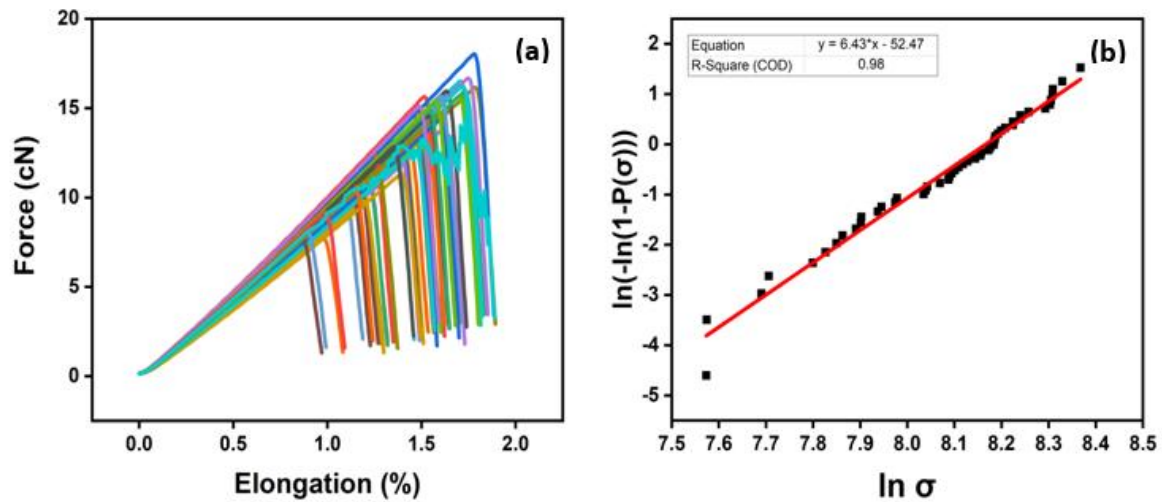 20
15
10
5
0
0.0 0.5 1.0 1.5 2.0
Force (cN)
Elongation (%)
(a)
Equation y = 6.43*x - 52.47
R-Square (COD) 0.98
(b)
2
1
0
-1
-2
-3
-4
-5
7.5 7.6 7.7 7.8 7.9 8.0 8.1 8.2 8.3 8.4 8.5
ln(-ln(1-P(σ)))
ln σ